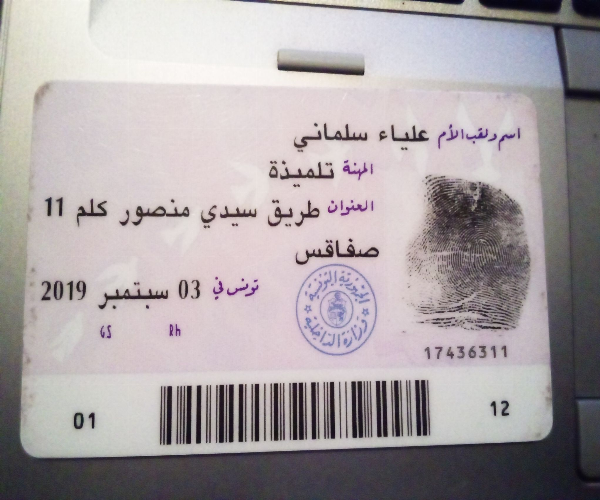 اسم ولقب الأم علياء سلماني
المهنة تلميذة
العنوان طريق سيدي منصور كلم 11
صفاقس
تونس في 03 سبتمبر 2019
GS Rh
الجمهورية التونسية
وزارة الداخلية
17436311
01
12